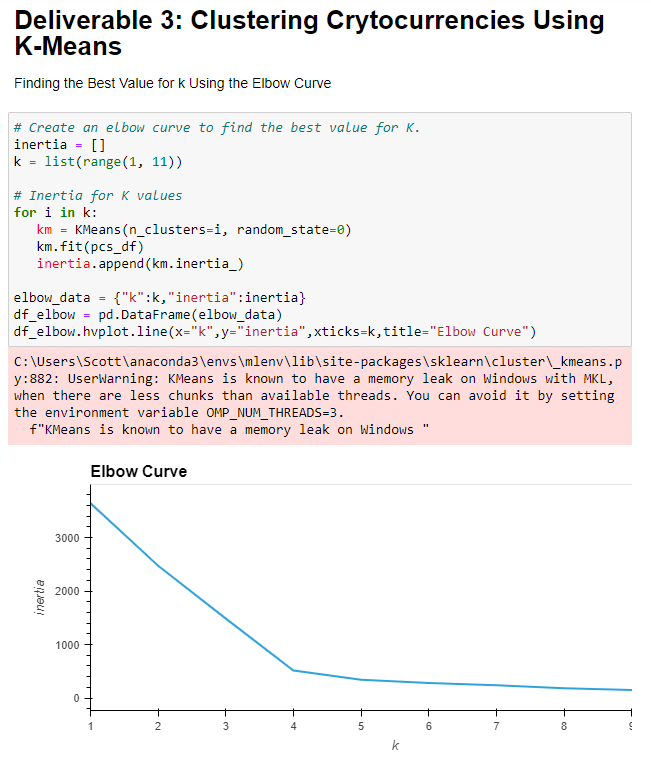 Deliverable 3: Clustering Crytocurrencies Using
K-Means
Finding the Best Value for k Using the Elbow Curve
# Create an elbow curve to find the best value for K.
inertia = []
k = list(range(1, 11))
# Inertia for K values
for i in k:
   km = KMeans(n_clusters=i, random_state=0)
   km.fit(pcs_df)
   inertia.append(km.inertia_)
elbow_data = {"k":k,"inertia":inertia}
df_elbow = pd.DataFrame(elbow_data)
df_elbow.hvplot.line(x="k",y="inertia",xticks=k,title="Elbow Curve")
C:\Users\Scott\anaconda3\envs\mlenv\lib\site-packages\sklearn\cluster\_kmeans.p
y:882: UserWarning: KMeans is known to have a memory leak on Windows with MKL,
when there are less chunks than available threads. You can avoid it by setting
the environment variable OMP_NUM_THREADS=3.
  f"KMeans is known to have a memory leak on Windows "
Elbow Curve
3000
2000
1000
0
inertia
1 2 3 4 5 6 7 8
k